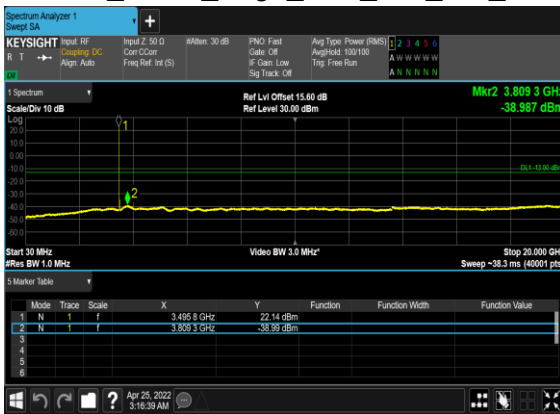 Spectrum Analyzer 1
Swept SA
KEYSIGHT Input: RF Input Z: 50 Ω #Atten: 30 dB PNO: Fast Avg Type: Power (RMS) 1 2 3 4 5 6
R T Coupling: DC Corr CCorr Gate: Off Avg|Hold: 100/100 A W W W W W
Align: Auto Freq Ref: Int (S) IF Gain: Low Trig: Free Run
Sig Track: Off A N N N N N
1 Spectrum Ref Lvl Offset 15.60 dB Mkr2 3.809 3 GHz
Scale/Div 10 dB Ref Level 30.00 dBm -38.987 dBm
Log
20.0
10.0
0.00
-10.0
-20.0
-30.0
-40.0
-50.0
-60.0
1
2
DL1 -13.00 dBm
Start 30 MHz Video BW 3.0 MHz* Stop 20.000 GHz
#Res BW 1.0 MHz Sweep ~38.3 ms (40001 pts)
5 Marker Table
Mode Trace Scale X Y Function Function Width Function Value
1 N 1 f 3.495 8 GHz 22.14 dBm
2 N 1 f 3.809 3 GHz -38.99 dBm
3
4
5
6
? Apr 25, 2022
3:16:39 AM